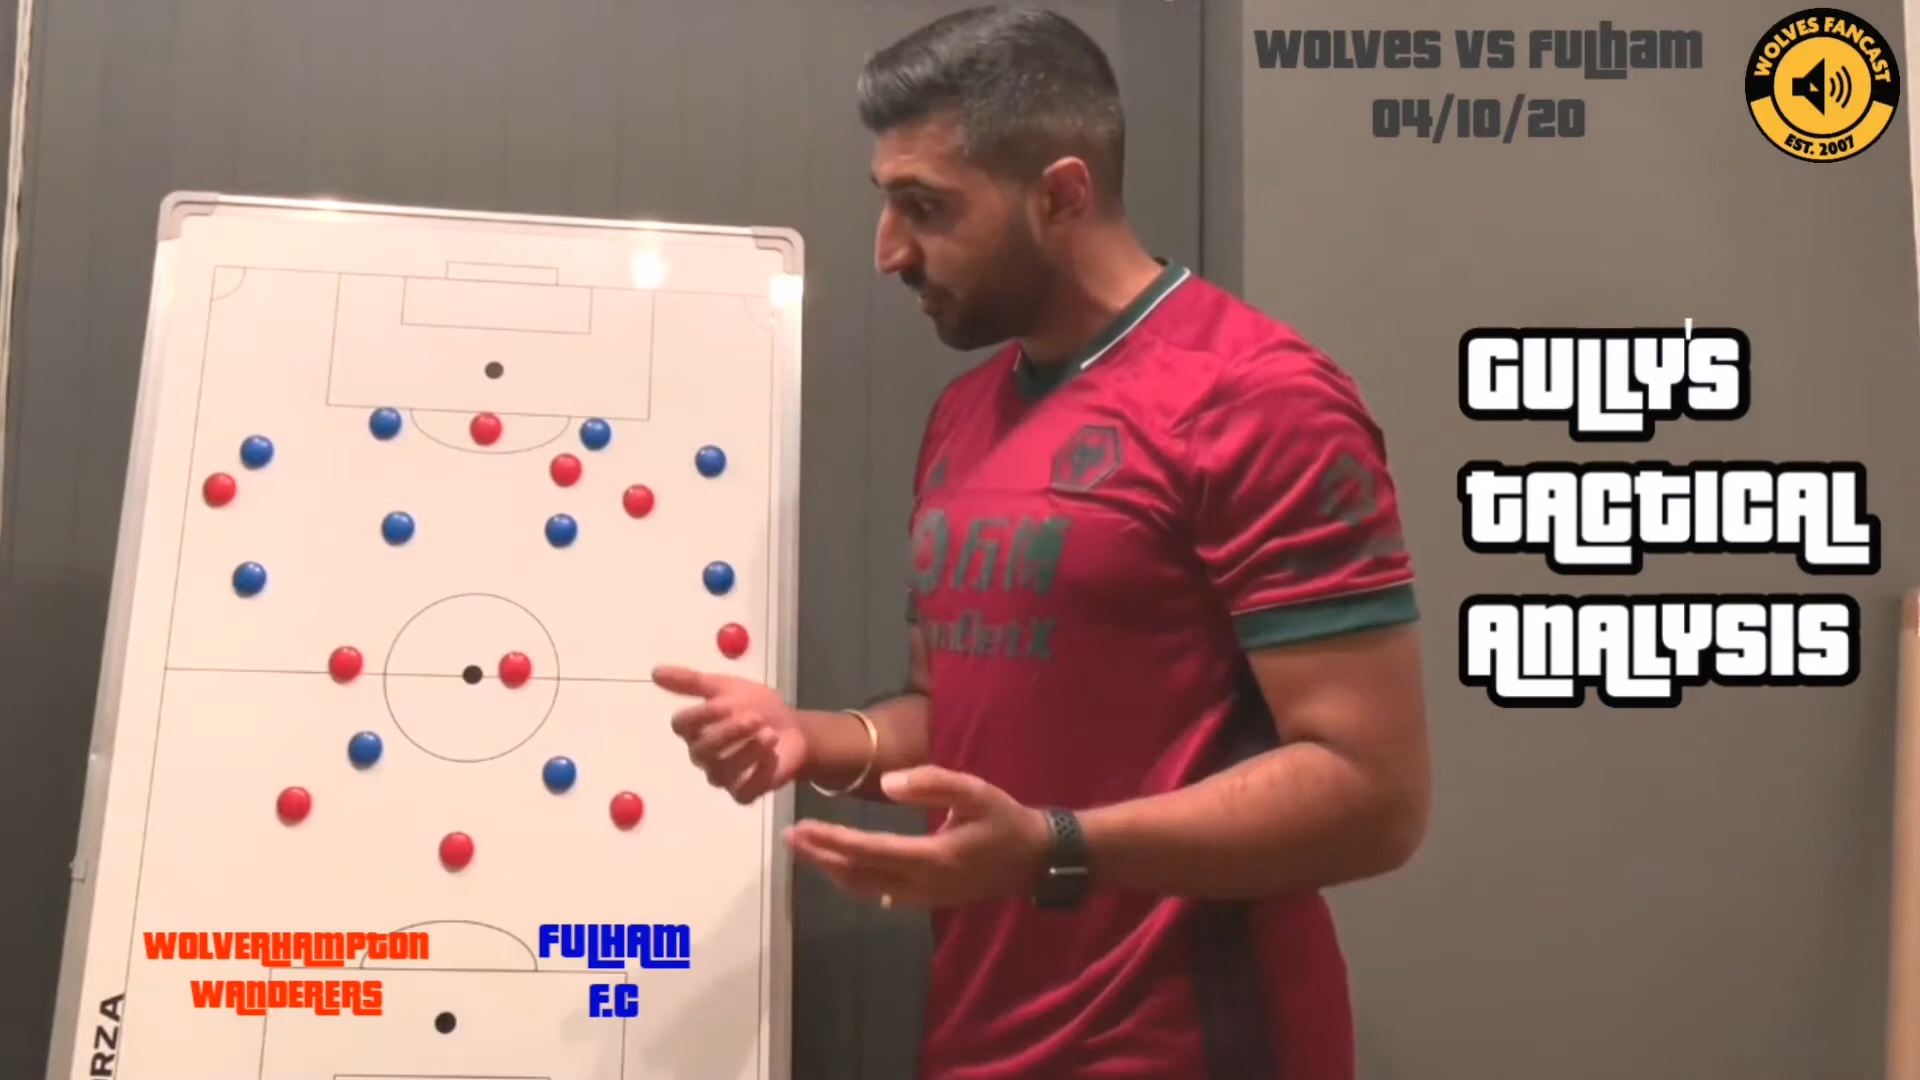 WOLVES VS FULHAM
04/10/20
WOLVES FANCAST
EST. 2007
GULLY'S
TACTICAL
ANALYSIS
WOLVERHAMPTON
WANDERERS
FULHAM
F.C